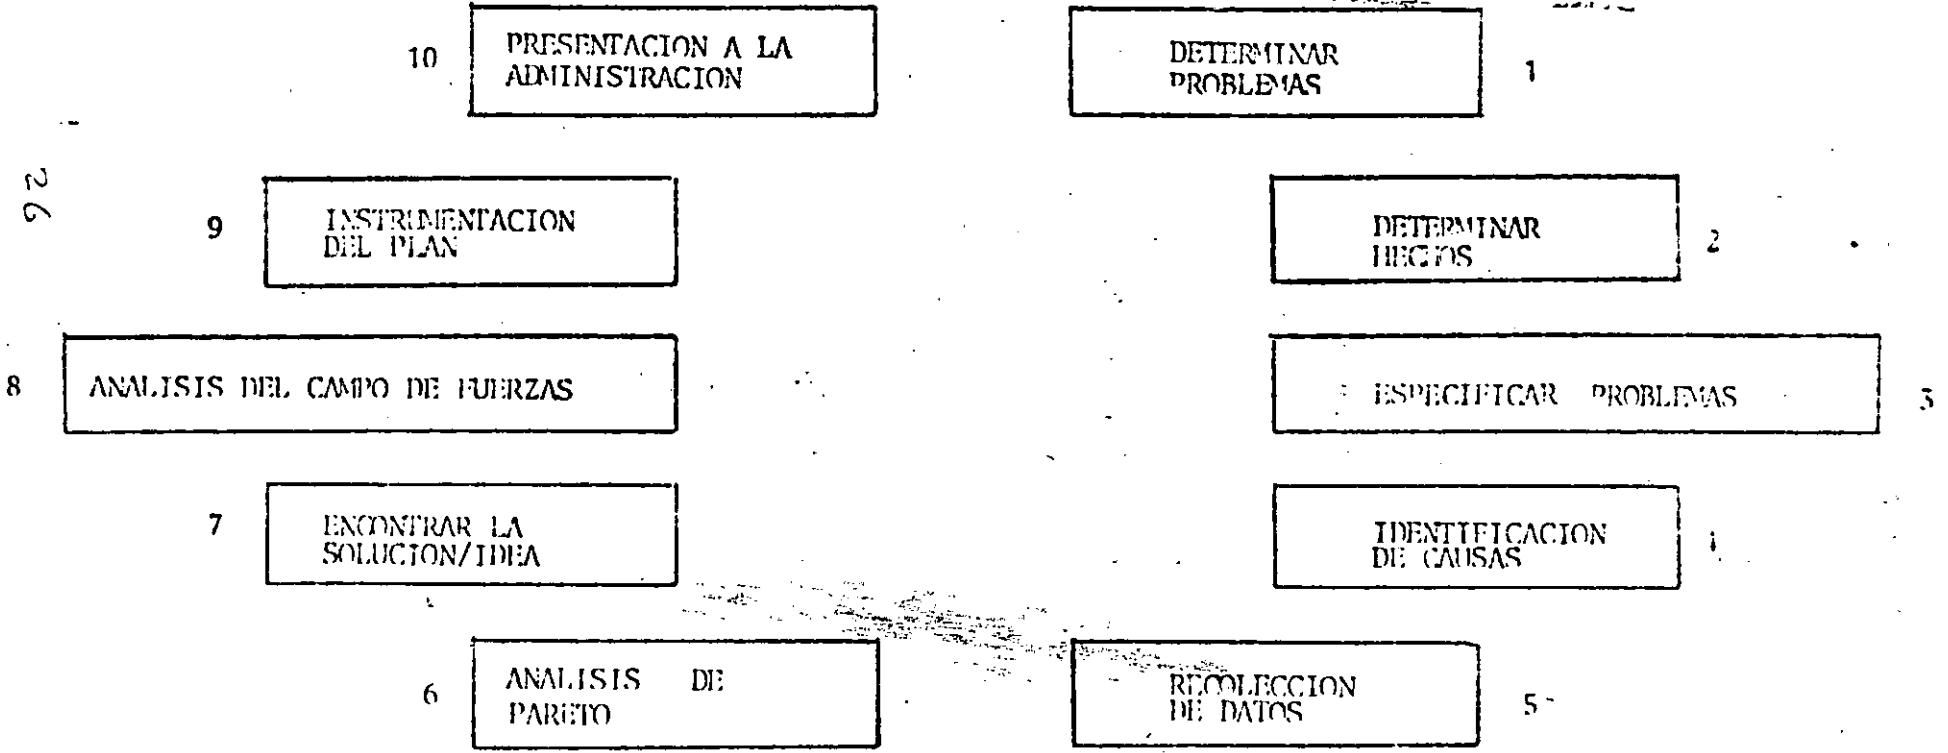 10
PRESENTACION A LA
ADMINISTRACION
DETERMINAR
PROBLEMAS
1
26
9
INSTRUMENTACION
DEL PLAN
DETERMINAR
HECHOS
2
8
ANALISIS DEL CAMPO DE FUERZAS
ESPECIFICAR PROBLEMAS
3
7
ENCONTRAR LA
SOLUCION/IDEA
IDENTIFICACION
DE CAUSAS
6
ANALISIS DE
PARETO
RECOLECCION
DE DATOS
5